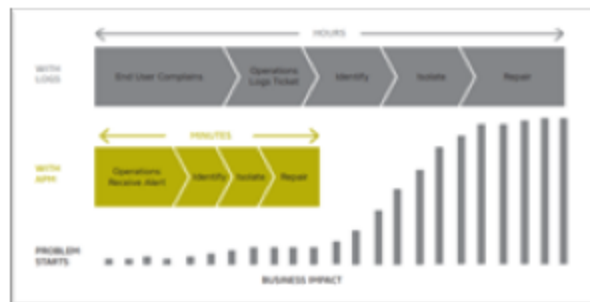 HOURS
WITH
LOGS
End User Complains
Operations
Logs Ticket
Identify
Isolate
Repair
MINUTES
WITH
APM
Operations
Receive Alert
Identify
Isolate
Repair
PROBLEM
STARTS
BUSINESS IMPACT